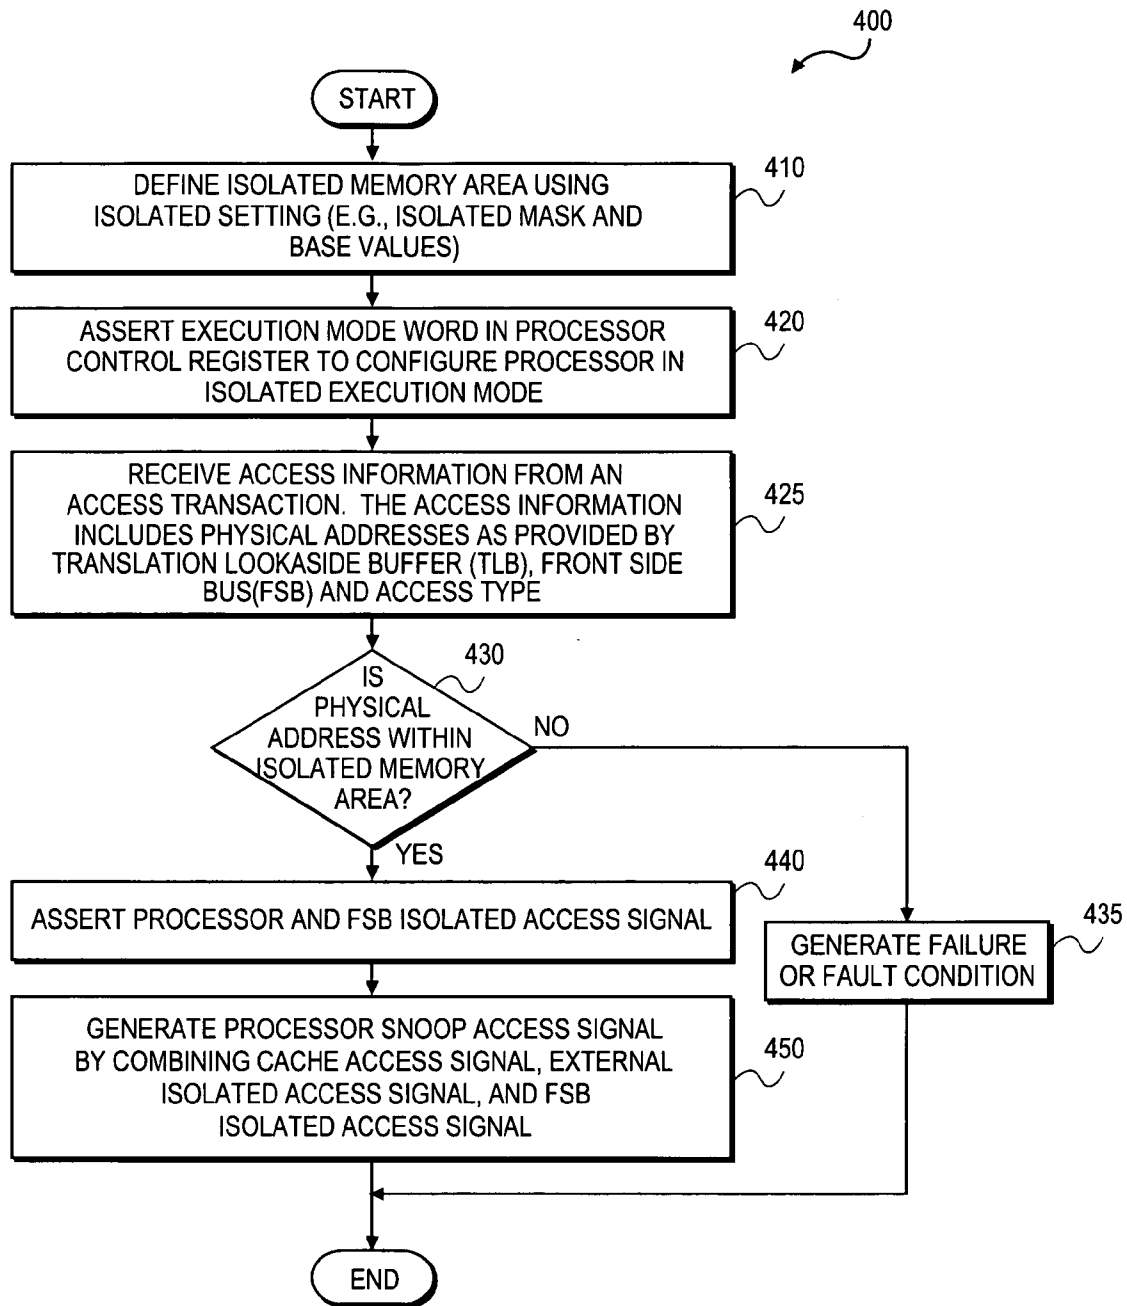 400
START
410
DEFINE ISOLATED MEMORY AREA USING
ISOLATED SETTING (E.G., ISOLATED MASK AND
BASE VALUES)
420
ASSERT EXECUTION MODE WORD IN PROCESSOR
CONTROL REGISTER TO CONFIGURE PROCESSOR IN
ISOLATED EXECUTION MODE
RECEIVE ACCESS INFORMATION FROM AN
ACCESS TRANSACTION. THE ACCESS INFORMATION
425
INCLUDES PHYSICAL ADDRESSES AS PROVIDED BY
TRANSLATION LOOKASIDE BUFFER (TLB), FRONT SIDE
BUS(FSB) AND ACCESS TYPE
430
IS
PHYSICAL
ADDRESS WITHIN
ISOLATED MEMORY
AREA?
NO
YES
440
ASSERT PROCESSOR AND FSB ISOLATED ACCESS SIGNAL
435
GENERATE FAILURE
OR FAULT CONDITION
GENERATE PROCESSOR SNOOP ACCESS SIGNAL
BY COMBINING CACHE ACCESS SIGNAL, EXTERNAL
ISOLATED ACCESS SIGNAL, AND FSB
ISOLATED ACCESS SIGNAL
450
END